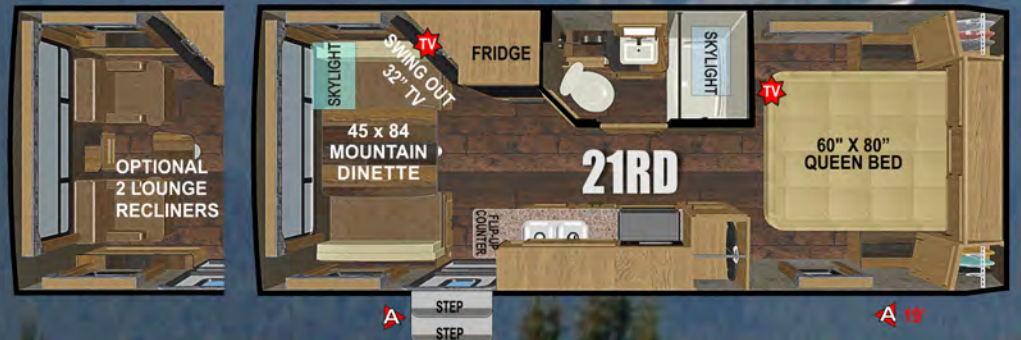 OPTIONAL
2 LOUNGE
RECLINERS
SKYLIGHT
TV
SWING OUT
32" TV
45 x 84
MOUNTAIN
DINETTE
FRIDGE
SKYLIGHT
TV
60" X 80"
QUEEN BED
21RD
FLIP-UP
COUNTER
STEP
STEP
A
A 19'